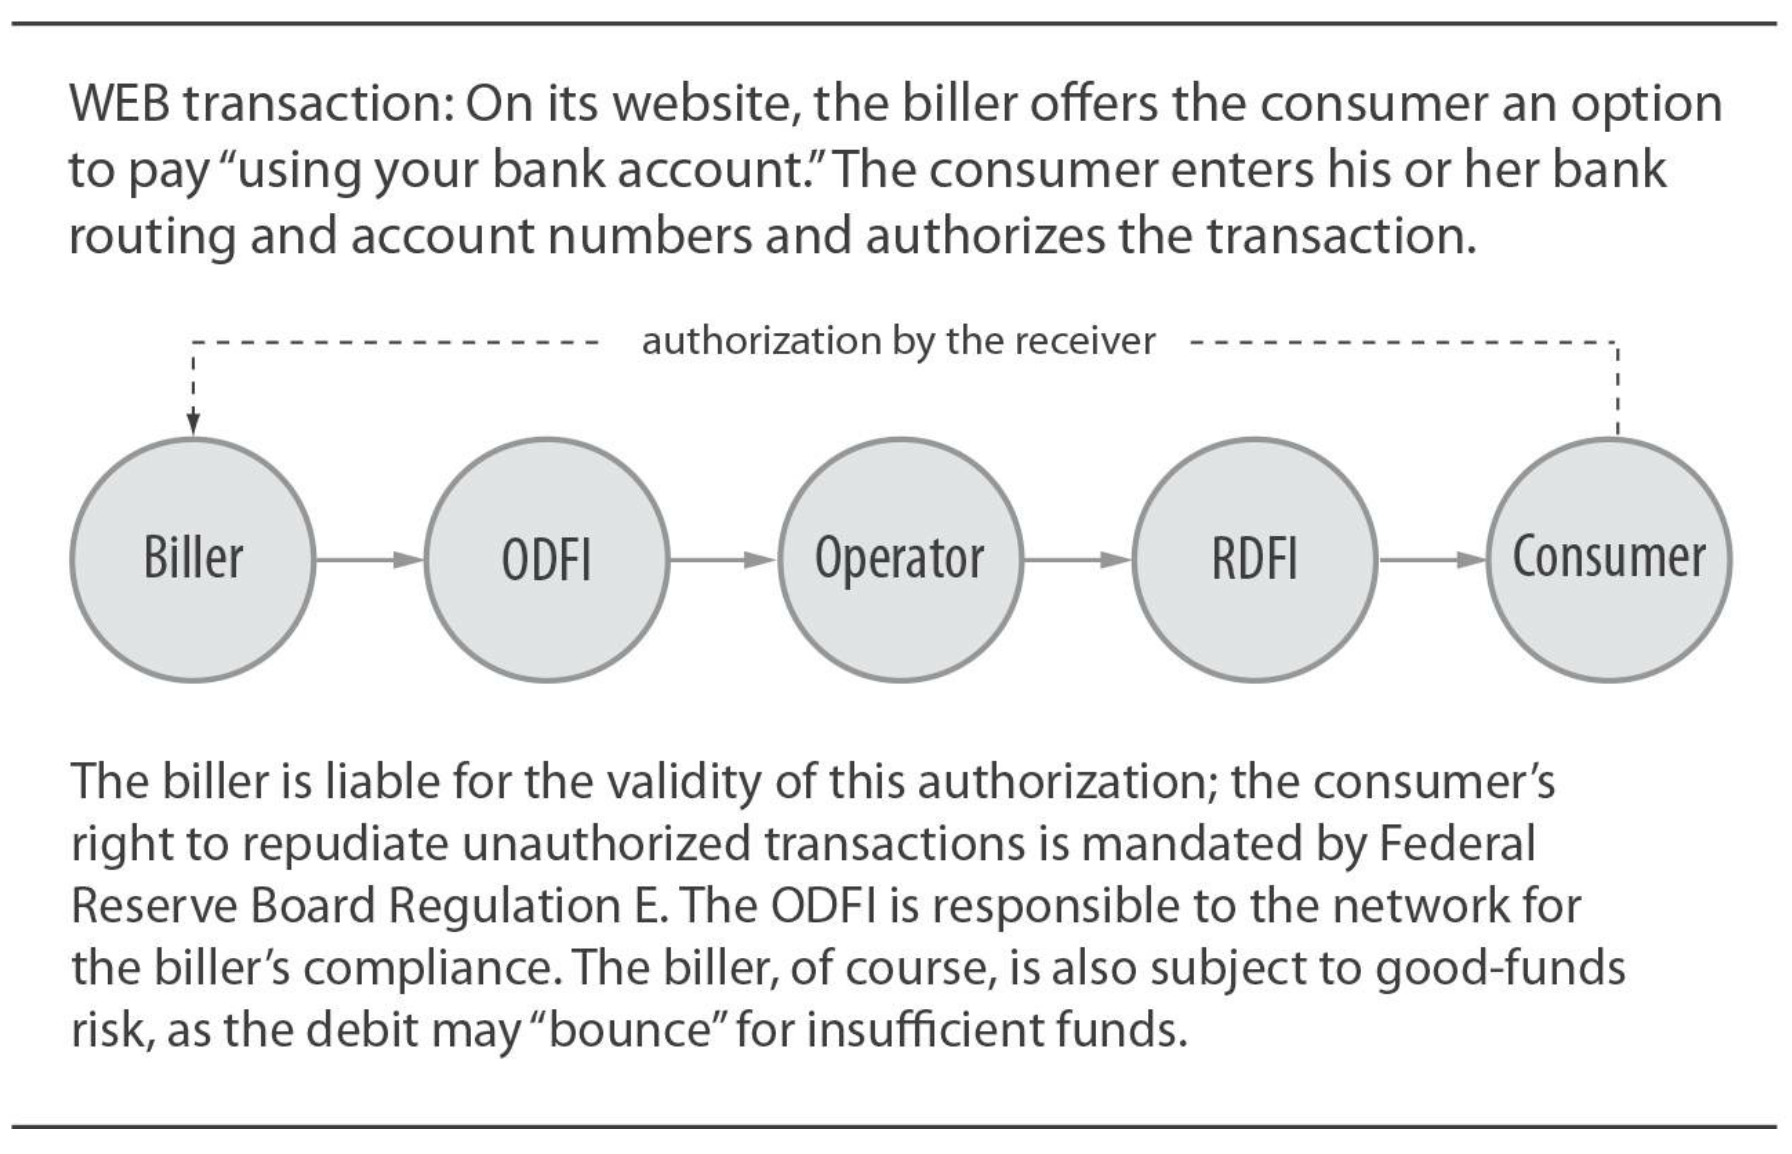 WEB transaction: On its website, the biller offers the consumer an option
to pay “using your bank account.” The consumer enters his or her bank
routing and account numbers and authorizes the transaction.
authorization by the receiver
Biller
ODFI
Operator
RDFI
Consumer
The biller is liable for the validity of this authorization; the consumer’s
right to repudiate unauthorized transactions is mandated by Federal
Reserve Board Regulation E. The ODFI is responsible to the network for
the biller’s compliance. The biller, of course, is also subject to good-funds
risk, as the debit may “bounce” for insufficient funds.